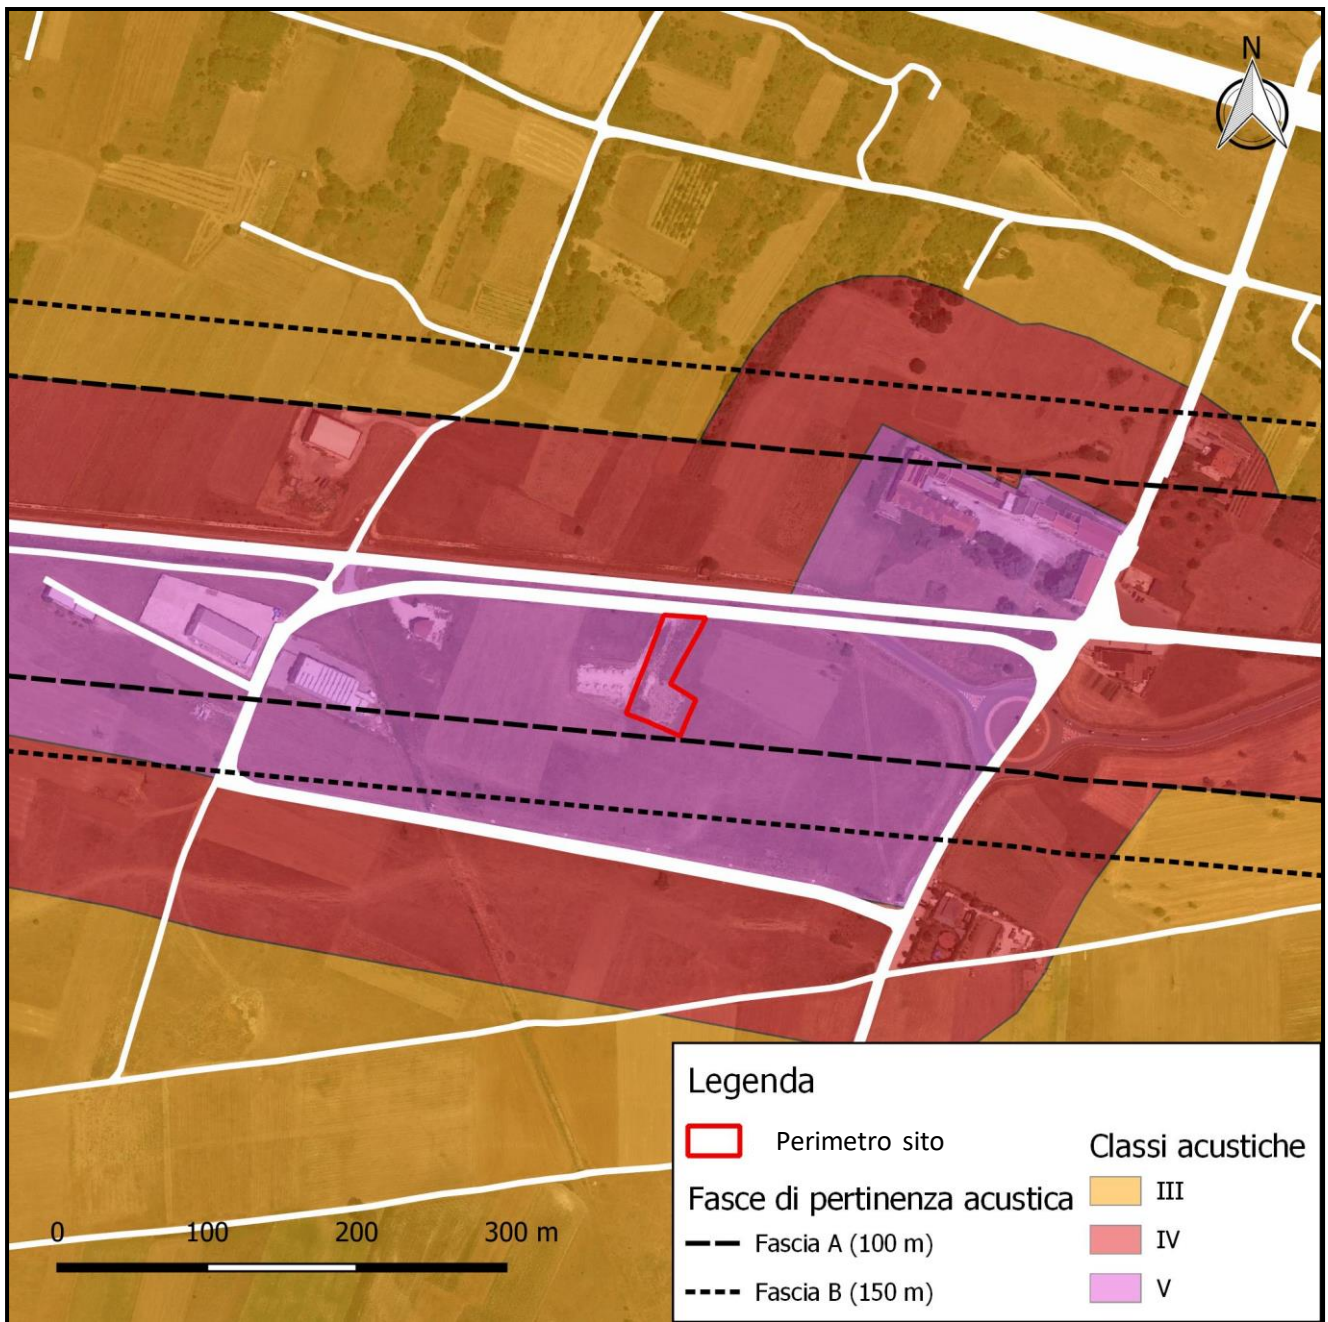 N
Legenda
Perimetro sito
Classi acustiche
III
Fasce di pertinenza acustica
IV
Fascia A (100 m)
V
Fascia B (150 m)
0 100 200 300 m